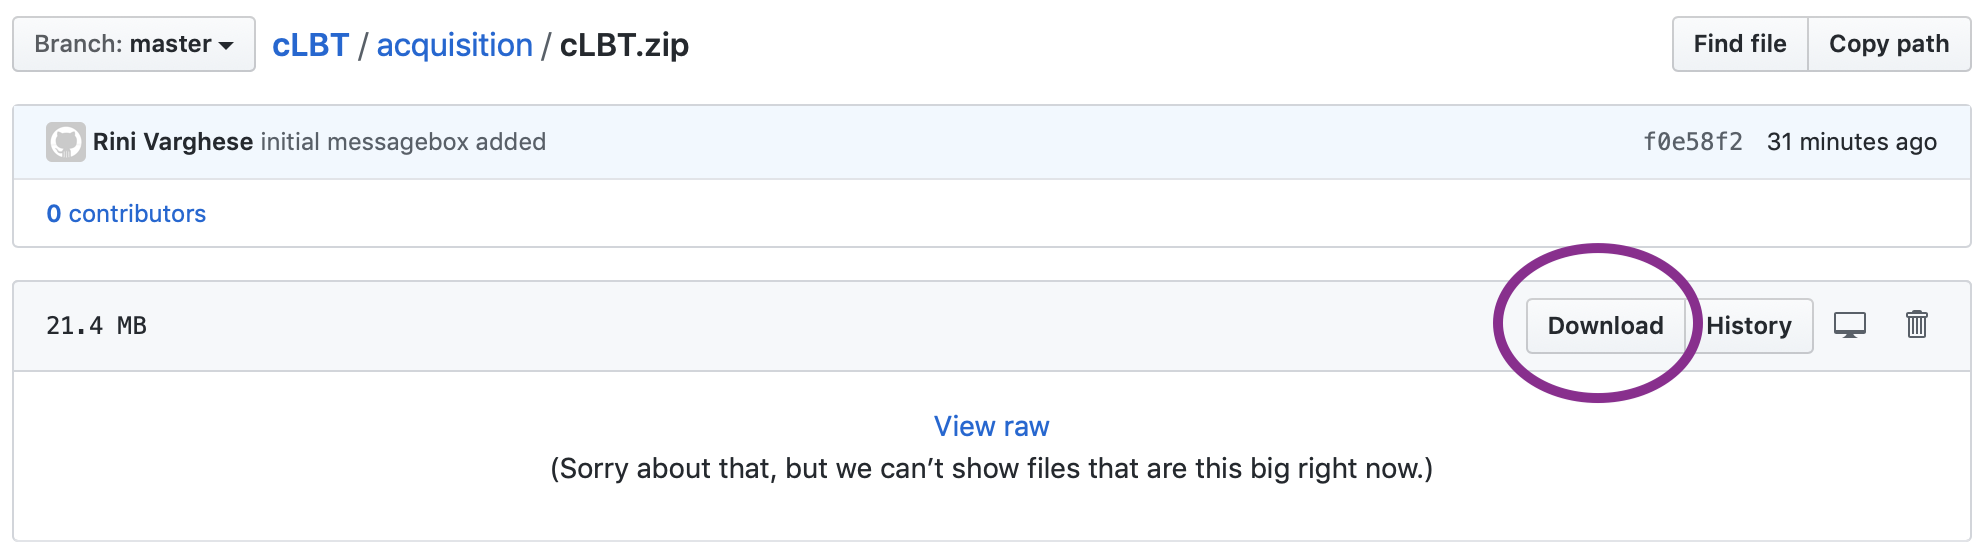 Branch: master cLBT / acquisition / cLBT.zip Find file Copy path
Rini Varghese initial messagebox added f0e58f2 31 minutes ago
0 contributors
21.4 MB Download History
View raw
(Sorry about that, but we can’t show files that are this big right now.)